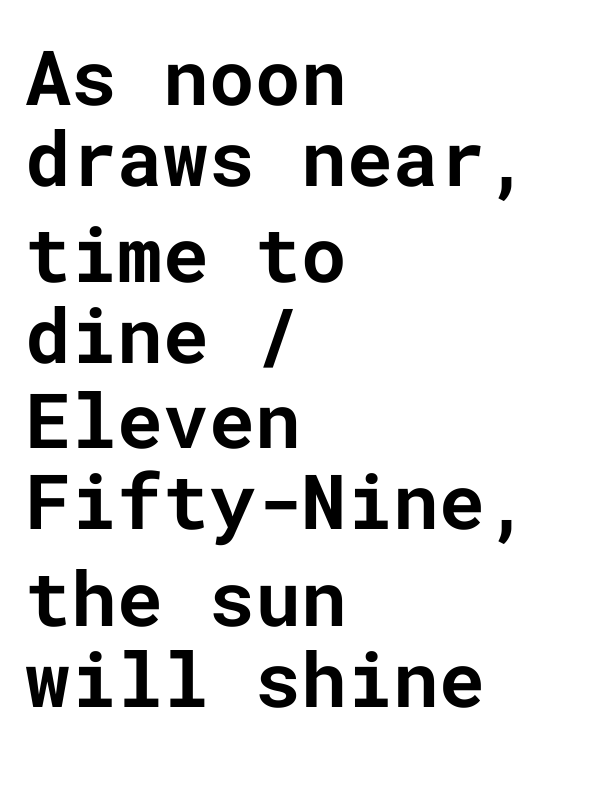 As noon
draws near,
time to
dine /
Eleven
Fifty-Nine,
the sun
will shine